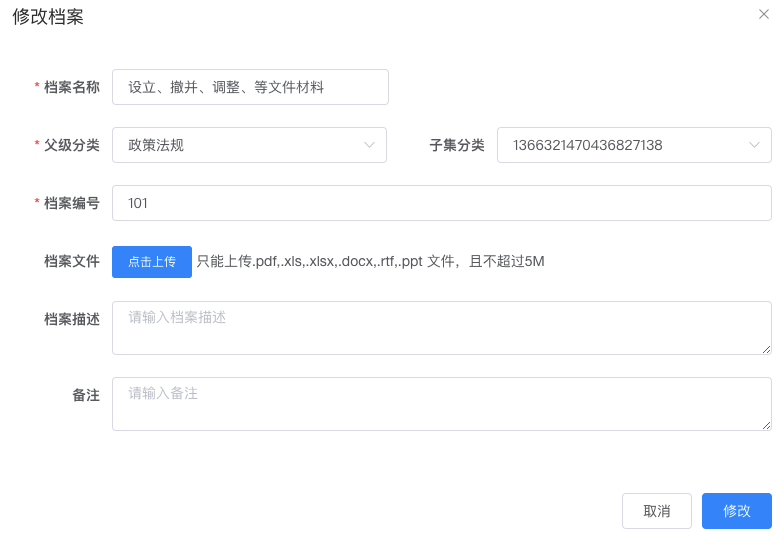 修改档案
* 档案名称 设立、撤并、调整、等文件材料
* 父级分类 政策法规 子集分类 1366321470436827138
* 档案编号 101
档案文件 点击上传 只能上传.pdf,.xls,.xlsx,.docx,.rtf,.ppt 文件，且不超过5M
档案描述 请输入档案描述
备注 请输入备注
取消 修改